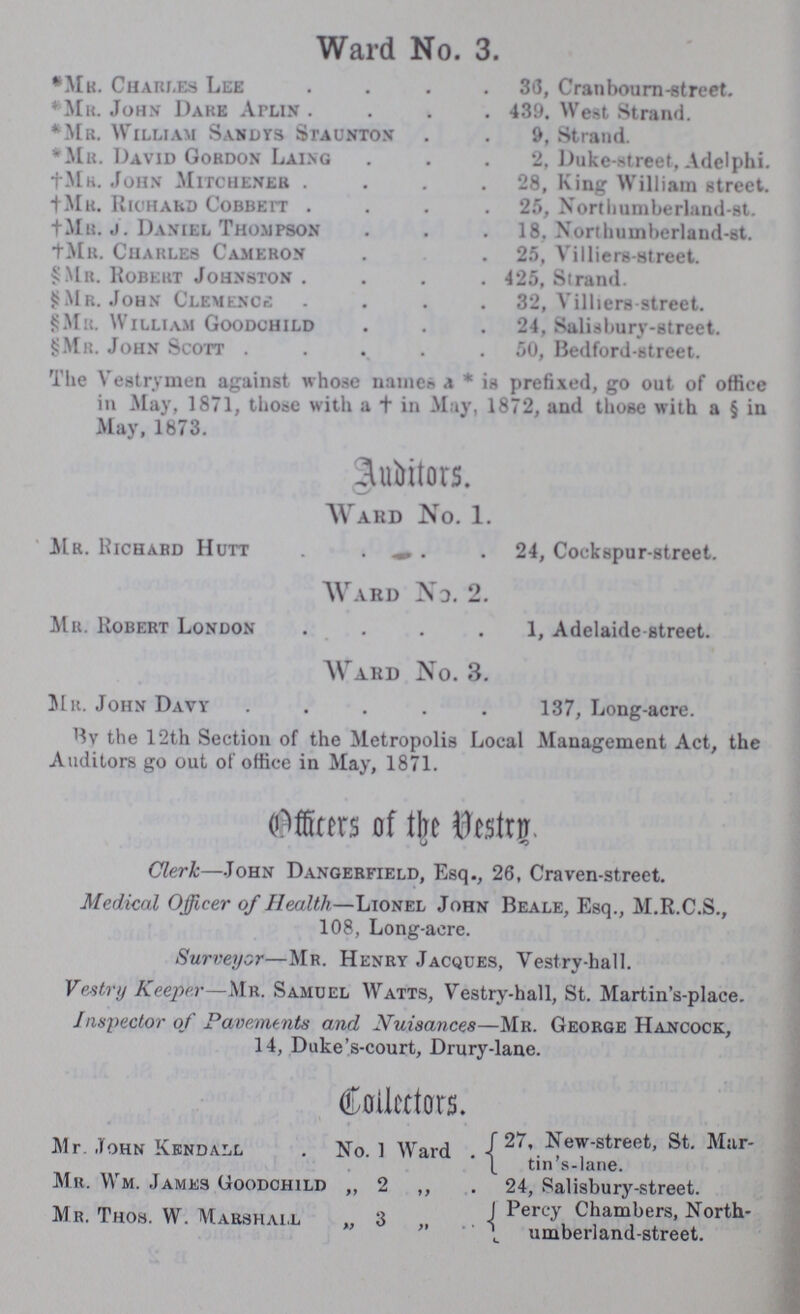 Ward No. 3.
*Mr. Charles Lee . . . . 36, Cranbourn-street.
*Mr. John Dare Aplin . . . . 439, West Strand.
*Mr. William Sandys Staunton . . 9, Strand.
*Mr. David Gordon Laing . . . 2, Duke-street, Adelphi.
†Mr. John Mitchener . . . . 28, King William street.
†Mr. Richard Cobbett . . . . 25, Northumberland-st.
†Mr. J. Daniel Thompson . . . 18, Northumberland-st.
†Mr. Charles Cameron . . 25, Villiers-street.
§Mr. Robert Johnston . . . . 425, Strand.
§Mr. John Clemence . . . . 32, Villiers-street.
§Mr. William Goodchild . . . 24, Salisbury-street.
§Mr. John Scott . . . . . 50, Bedford-street.
The Vestrymen against whose names a * is prefixed, go out of office
in May, 1871, those with a † in May, 1872, and those with a § in
May, 1873.
Auditors.
Ward No. 1.
Mr. Richard Hutt . . . . 24, Cockspur-street.
Ward No. 2.
Mr. Robert London . . . . 1, Adelaide-street.
Ward No. 3.
Mr. John Davy . . . . . 137, Long-acre.
By the 12th Section of the Metropolis Local Management Act, the
Auditors go out of office in May, 1871.
Officers of the Vestry.
Clerk—John Dangerfield, Esq., 26, Craven-street.
Medical Officer of Health—Lionel John Beale, Esq., M.R.C.S.,
108, Long-acre.
Surveyor—Mr. Henry Jacques, Vestry-hall.
Vestry Keeper—Mr. Samuel Watts, Vestry-hall, St. Martin's-place.
Inspector of Pavements and Nuisances—Mr. George Hancock,
14, Duke's-court, Drury-lane.
Collectors.
Mr. John Kendall . No. 1 Ward . { 27, New-street, St. Mar-
tin's-lane.
Mr. Wm. James Goodchild „ 2 „ . 24, Salisbury-street.
Mr. Thos. W. Marshall „ 3 „ . { Percy Chambers, North-
umberland-street.